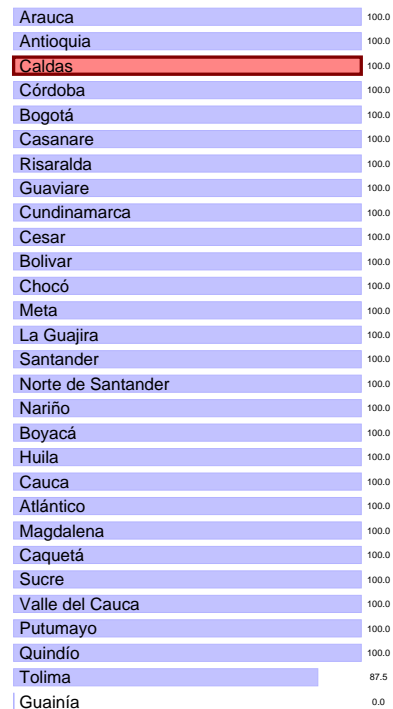 Arauca 100.0
Antioquia 100.0
Caldas 100.0
Córdoba 100.0
Bogotá 100.0
Casanare 100.0
Risaralda 100.0
Guaviare 100.0
Cundinamarca 100.0
Cesar 100.0
Bolivar 100.0
Chocó 100.0
Meta 100.0
La Guajira 100.0
Santander 100.0
Norte de Santander 100.0
Nariño 100.0
Boyacá 100.0
Huila 100.0
Cauca 100.0
Atlántico 100.0
Magdalena 100.0
Caquetá 100.0
Sucre 100.0
Valle del Cauca 100.0
Putumayo 100.0
Quindío 100.0
Tolima 87.5
Guainía 0.0